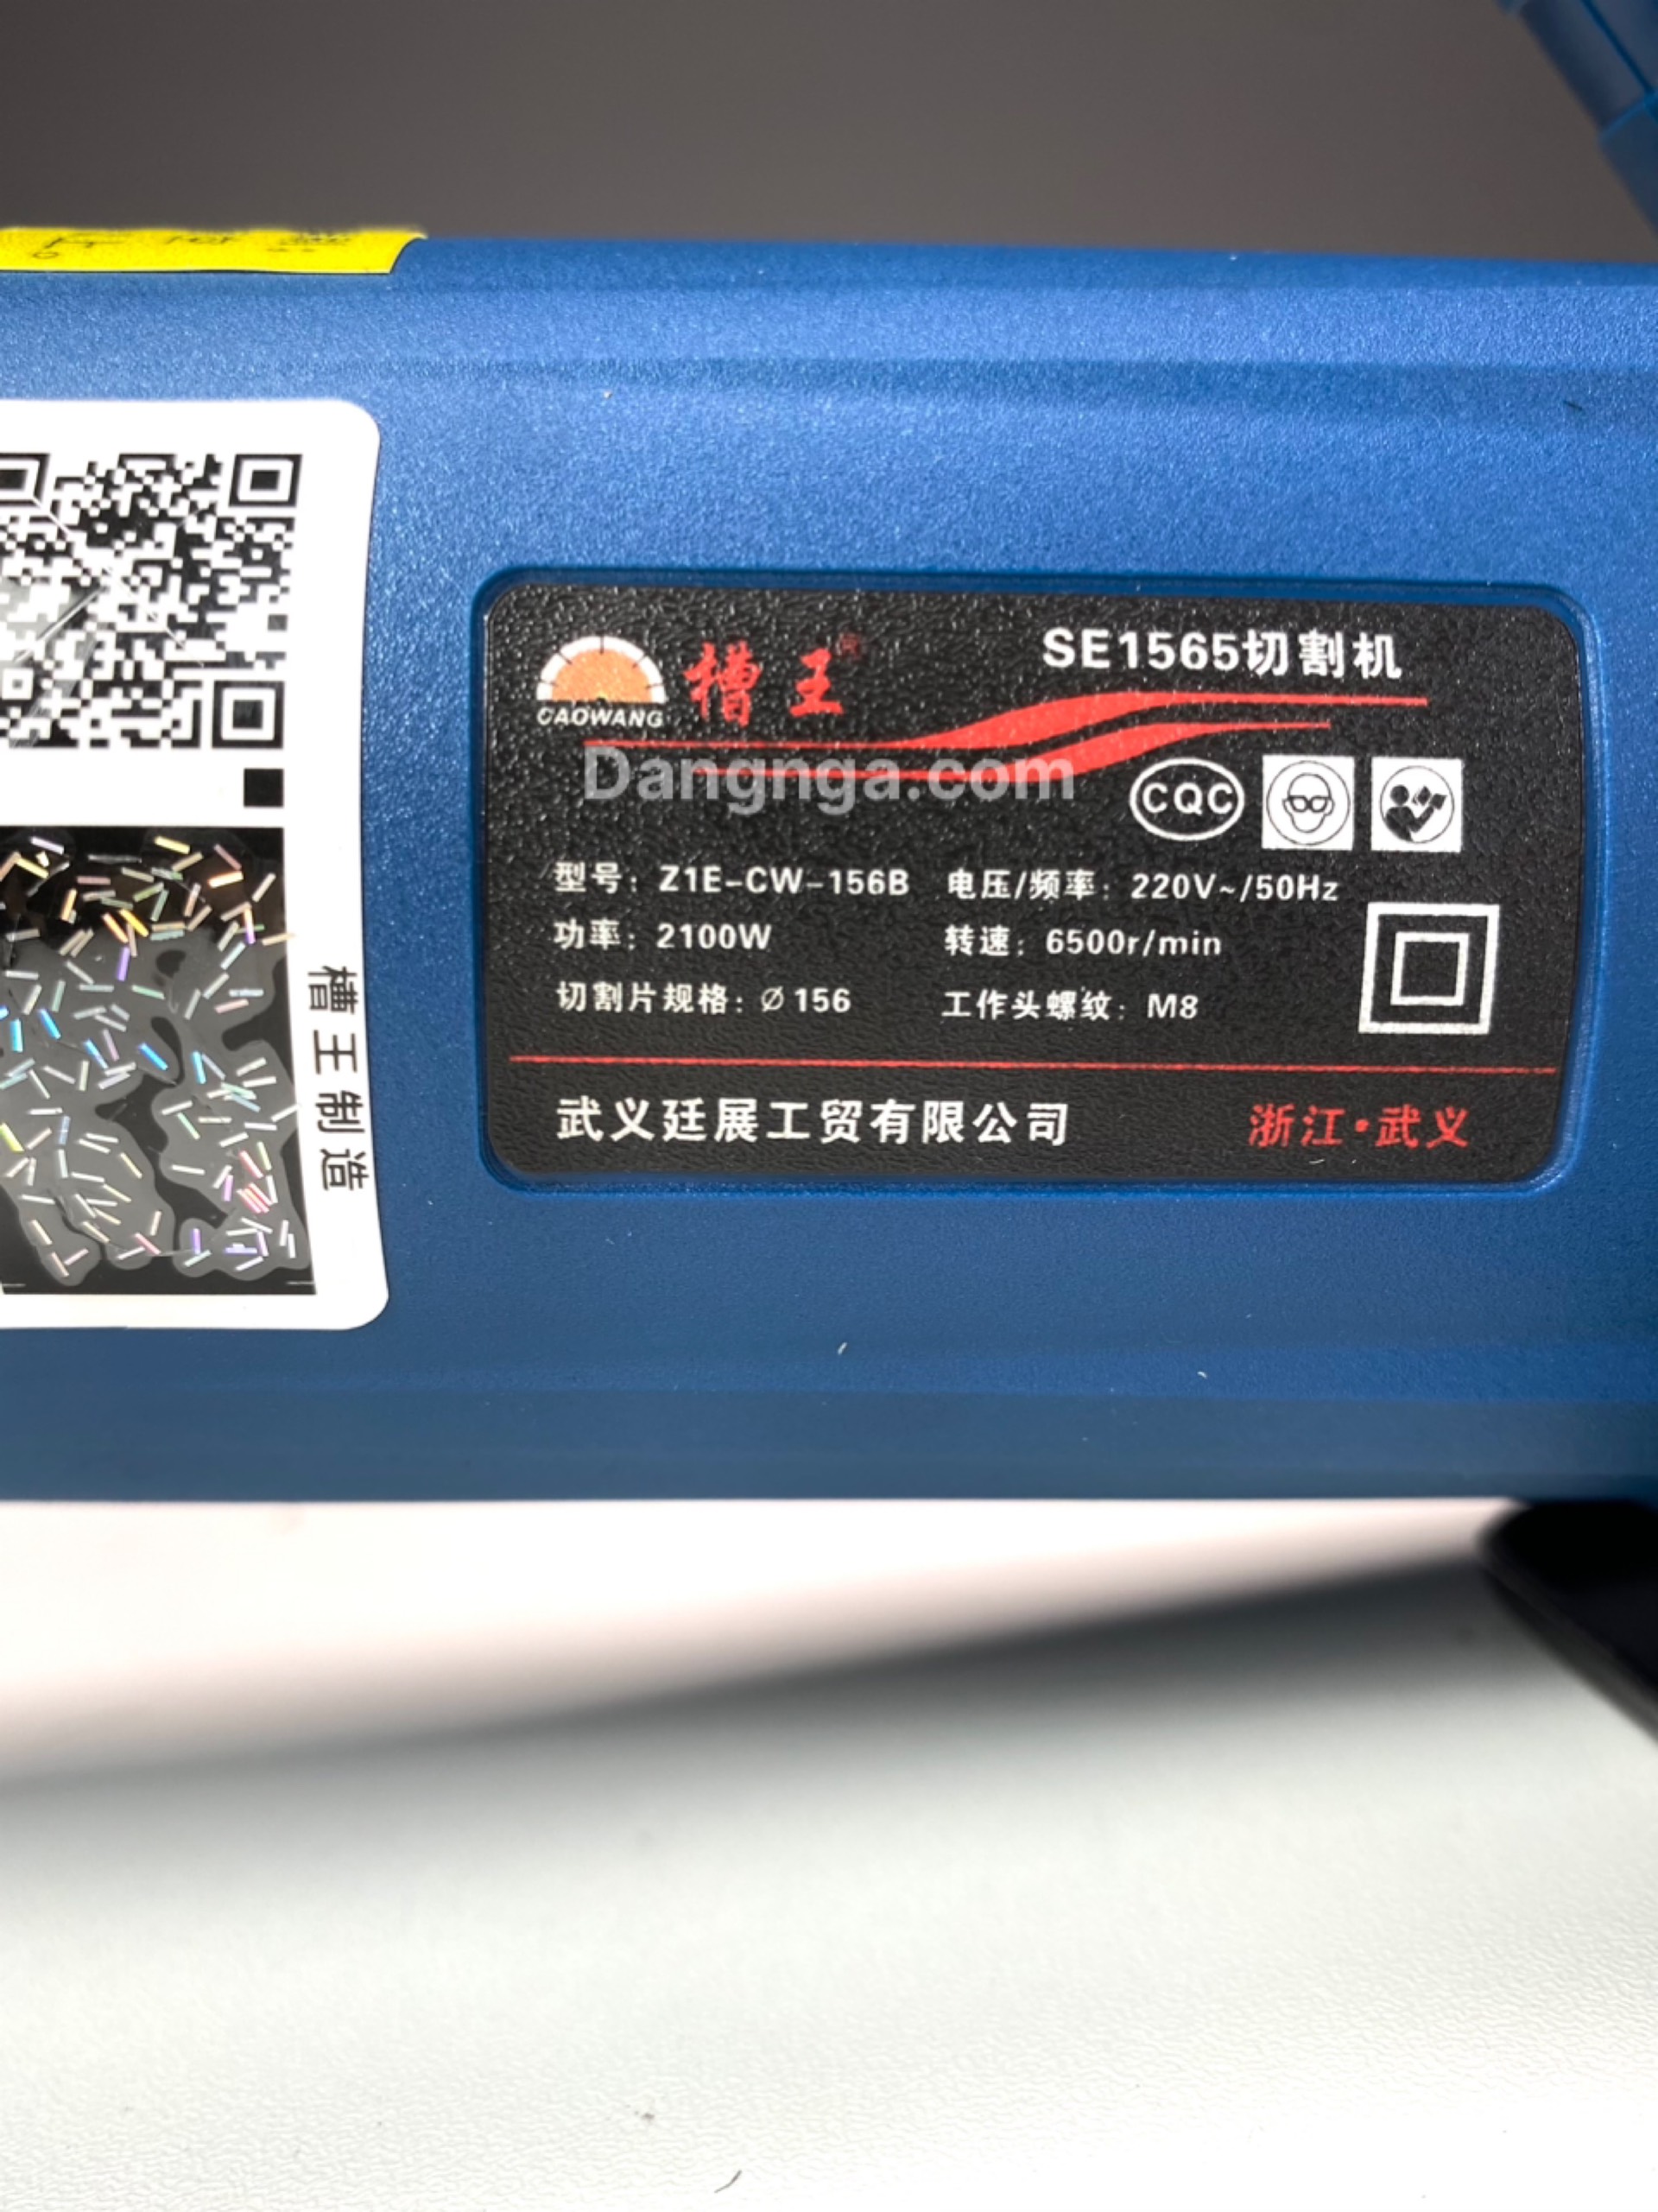 槽王
CAOWANG
SE1565切割机
Dangnga.com
CQC
型号：Z1E-CW-156B 电压/频率：220V~/50Hz
功率：2100W 转速：6500r/min
切割片规格：Ø156 工作头螺纹：M8
武义廷展工贸有限公司 浙江·武义
槽王制造